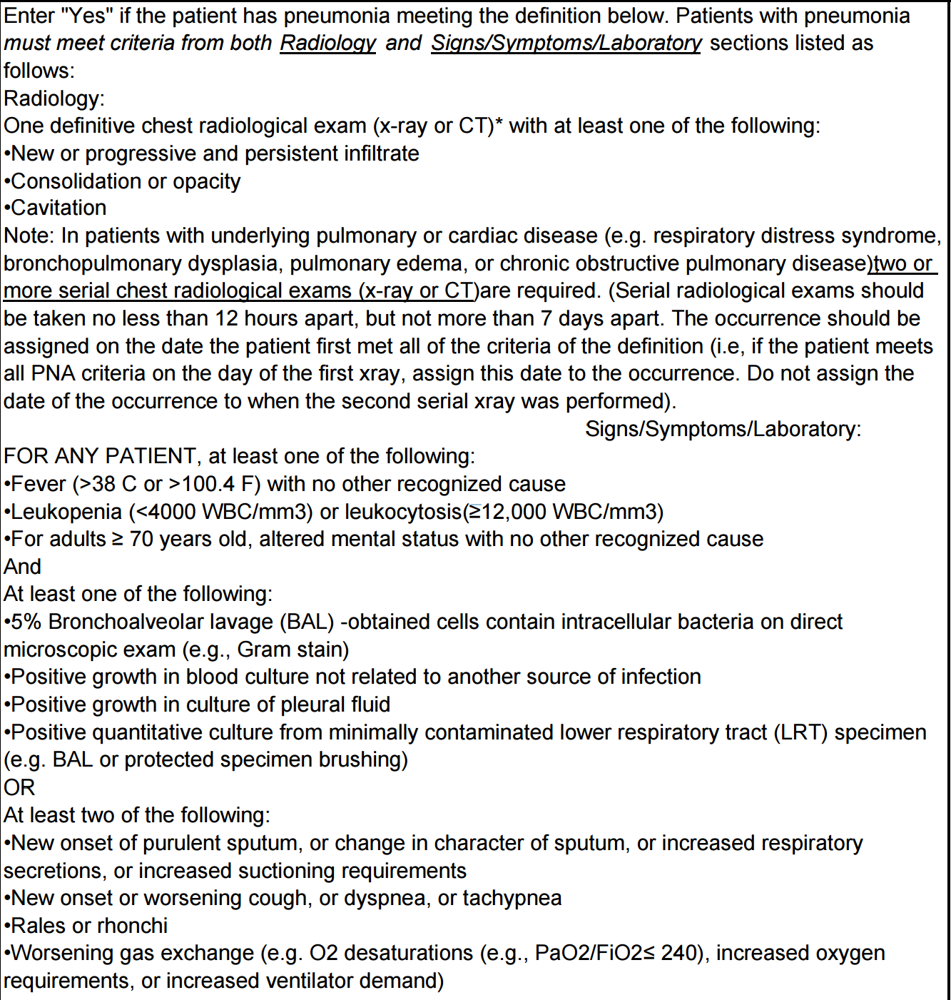 Enter "Yes" if the patient has pneumonia meeting the definition below. Patients with pneumonia
must meet criteria from both Radiology and Signs/Symptoms/Laboratory sections listed as
follows:
Radiology:
One definitive chest radiological exam (x-ray or CT)* with at least one of the following:
•New or progressive and persistent infiltrate
•Consolidation or opacity
•Cavitation
Note: In patients with underlying pulmonary or cardiac disease (e.g. respiratory distress syndrome,
bronchopulmonary dysplasia, pulmonary edema, or chronic obstructive pulmonary disease)two or
more serial chest radiological exams (x-ray or CT)are required. (Serial radiological exams should
be taken no less than 12 hours apart, but not more than 7 days apart. The occurrence should be
assigned on the date the patient first met all of the criteria of the definition (i.e, if the patient meets
all PNA criteria on the day of the first xray, assign this date to the occurrence. Do not assign the
date of the occurrence to when the second serial xray was performed).
Signs/Symptoms/Laboratory:
FOR ANY PATIENT, at least one of the following:
•Fever (>38 C or >100.4 F) with no other recognized cause
•Leukopenia (<4000 WBC/mm3) or leukocytosis(≥12,000 WBC/mm3)
•For adults ≥ 70 years old, altered mental status with no other recognized cause
And
At least one of the following:
•5% Bronchoalveolar lavage (BAL) -obtained cells contain intracellular bacteria on direct
microscopic exam (e.g., Gram stain)
•Positive growth in blood culture not related to another source of infection
•Positive growth in culture of pleural fluid
•Positive quantitative culture from minimally contaminated lower respiratory tract (LRT) specimen
(e.g. BAL or protected specimen brushing)
OR
At least two of the following:
•New onset of purulent sputum, or change in character of sputum, or increased respiratory
secretions, or increased suctioning requirements
•New onset or worsening cough, or dyspnea, or tachypnea
•Rales or rhonchi
•Worsening gas exchange (e.g. O2 desaturations (e.g., PaO2/FiO2≤ 240), increased oxygen
requirements, or increased ventilator demand)